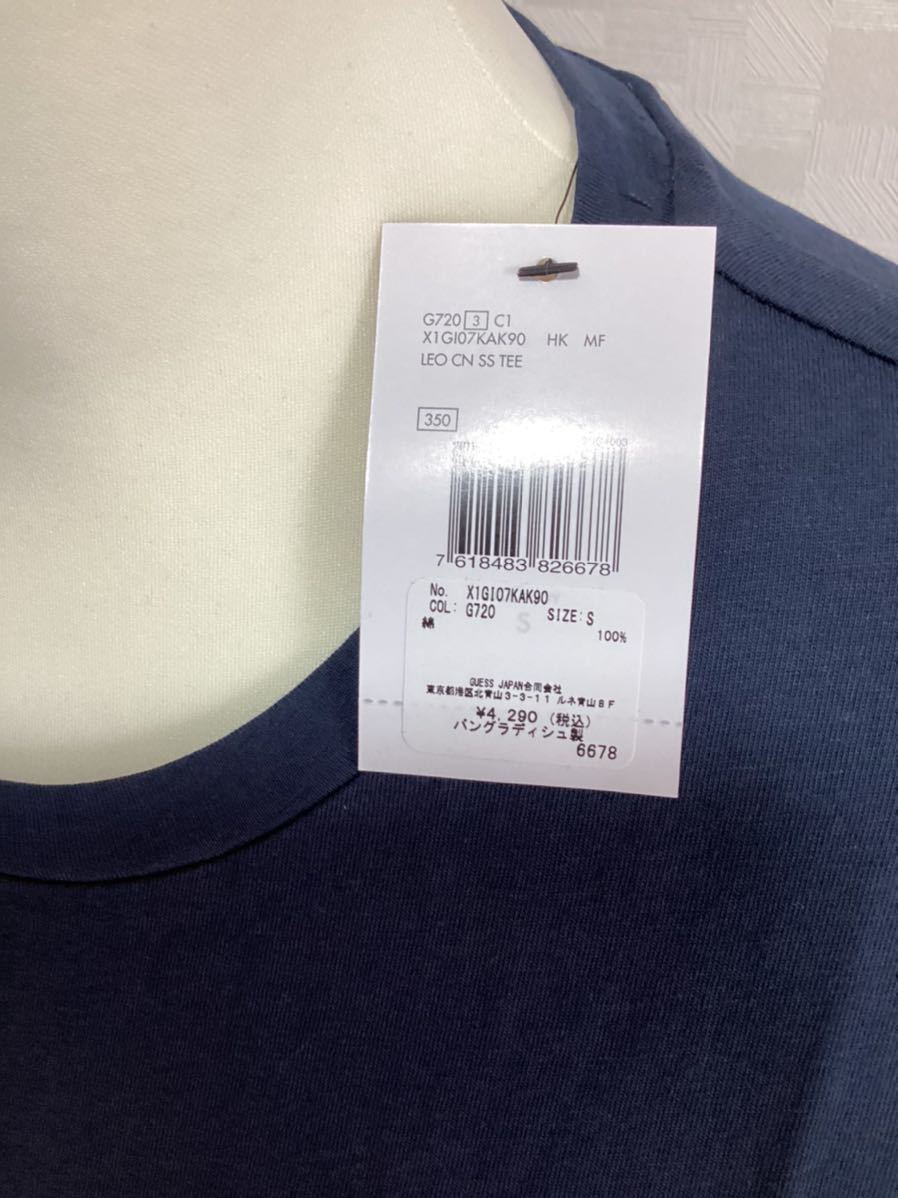 G720 3 C1
X1GI07KAK90 HK MF
LEO CN SS TEE
350
7 618483 826678
No. X1GI07KAK90
COL: G720 SIZE: S
S
綿 100%
GUESS JAPAN合同会社
東京都港区北青山3-3-11 ルネ青山8F
¥4,290 (税込)
バングラディシュ製
6678